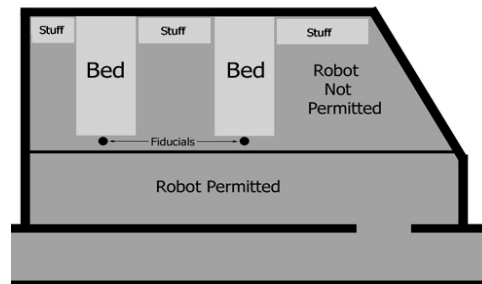 Stuff
Stuff
Stuff
Bed
Bed
Robot
Not
Permitted
Fiducials
Robot Permitted